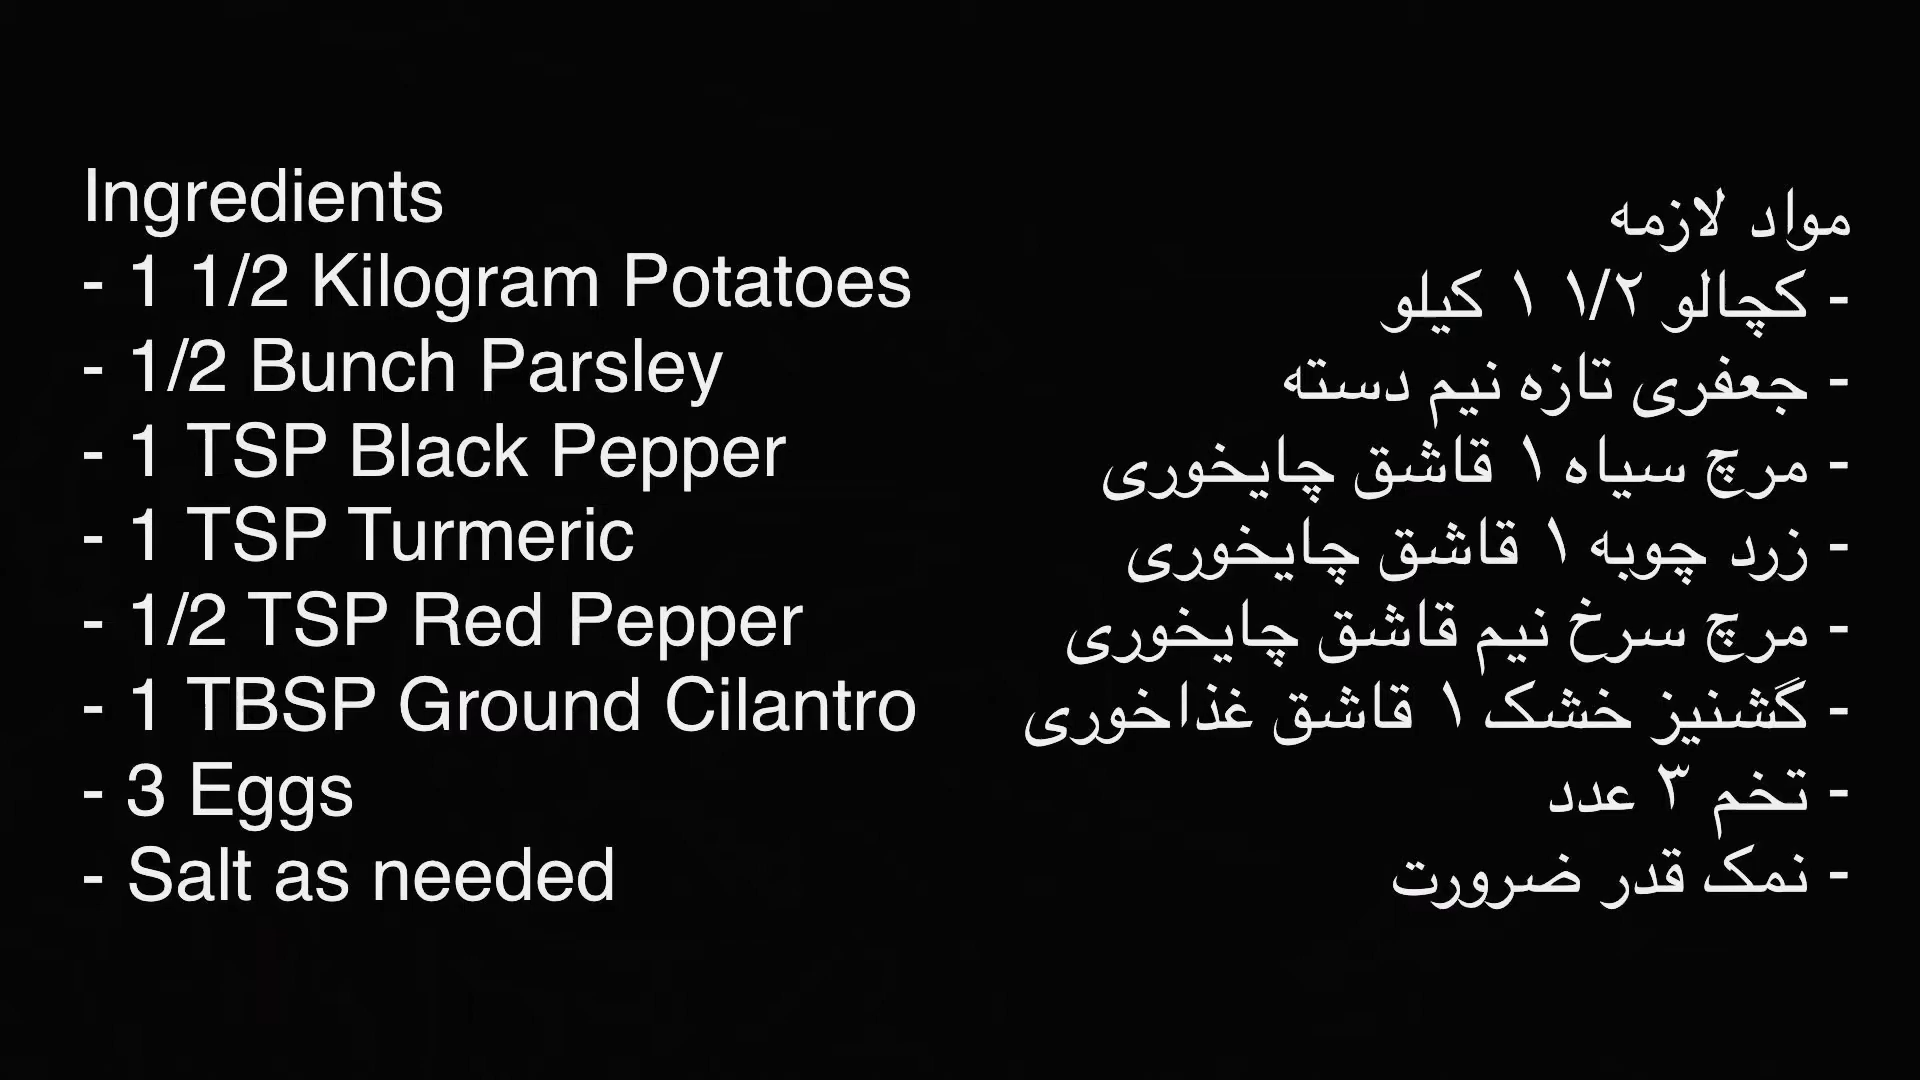 Ingredients
- 1 1/2 Kilogram Potatoes
- 1/2 Bunch Parsley
- 1 TSP Black Pepper
- 1 TSP Turmeric
- 1/2 TSP Red Pepper
- 1 TBSP Ground Cilantro
- 3 Eggs
- Salt as needed
مواد لازمه
- کچالو ۱/۲ ۱ کیلو
- جعفری تازه نیم دسته
- مرچ سیاه ۱ قاشق چایخوری
- زرد چوبه ۱ قاشق چایخوری
- مرچ سرخ نیم قاشق چایخوری
- گشنیز خشک ۱ قاشق غذاخوری
- تخم ۳ عدد
- نمک قدر ضرورت